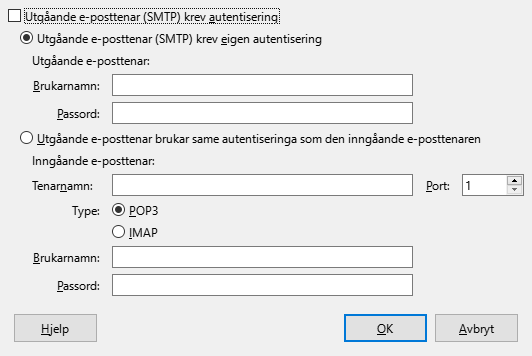 Utgåande e-posttenar (SMTP) krev autentisering
Utgåande e-posttenar (SMTP) krev eigen autentisering
Utgåande e-posttenar:
Brukarnamn:
Passord:
Utgåande e-posttenar brukar same autentiseringa som den inngåande e-posttenaren
Inngåande e-posttenar:
Tenarnamn:
Port: 1
Type: POP3
IMAP
Brukarnamn:
Passord:
Hjelp OK Avbryt